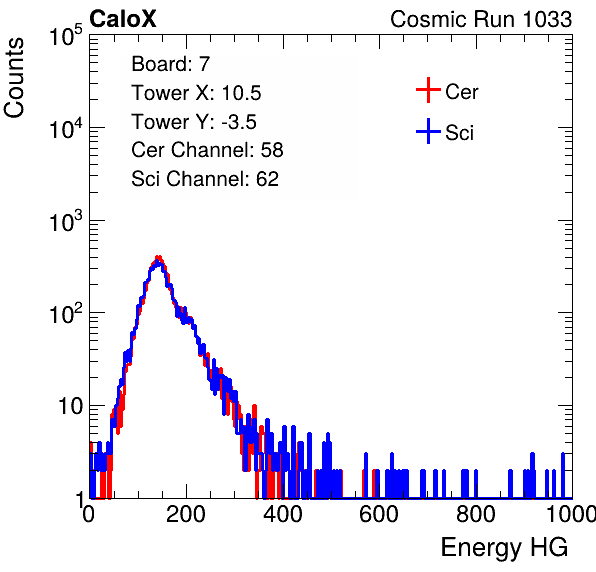 CaloX Cosmic Run 1033
Counts
Board: 7
Tower X: 10.5
Tower Y: -3.5
Cer Channel: 58
Sci Channel: 62
Cer
Sci
10^5
10^4
10^3
10^2
10
1
0 200 400 600 800 1000
Energy HG